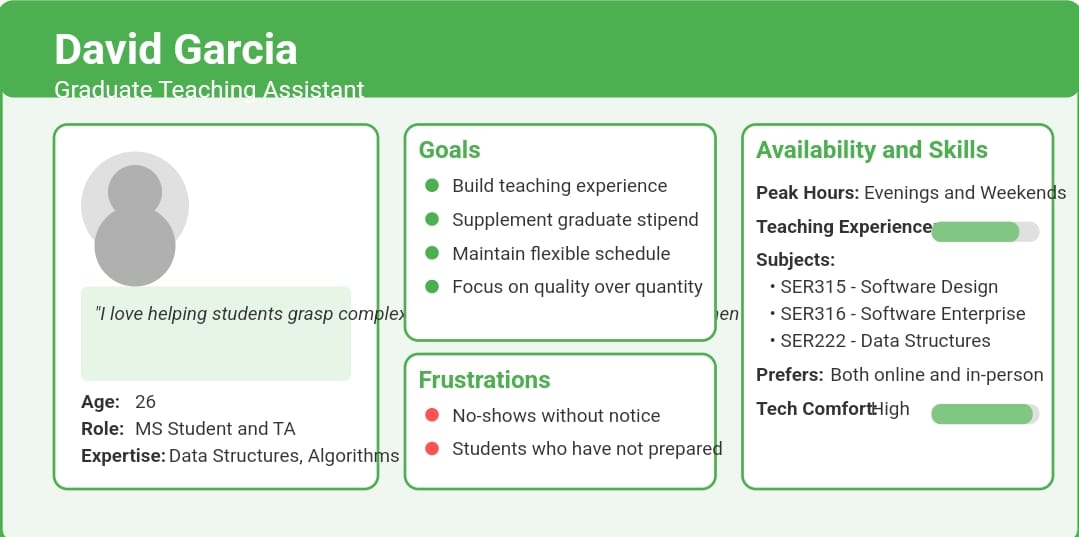 David Garcia
Graduate Teaching Assistant
"I love helping students grasp complex
Age: 26
Role: MS Student and TA
Expertise: Data Structures, Algorithms
Goals
Build teaching experience
Supplement graduate stipend
Maintain flexible schedule
Focus on quality over quantity
Frustrations
No-shows without notice
Students who have not prepared
Availability and Skills
Peak Hours: Evenings and Weekends
Teaching Experience:
Subjects:
• SER315 - Software Design
• SER316 - Software Enterprise
• SER222 - Data Structures
Prefers: Both online and in-person
Tech Comfort: High